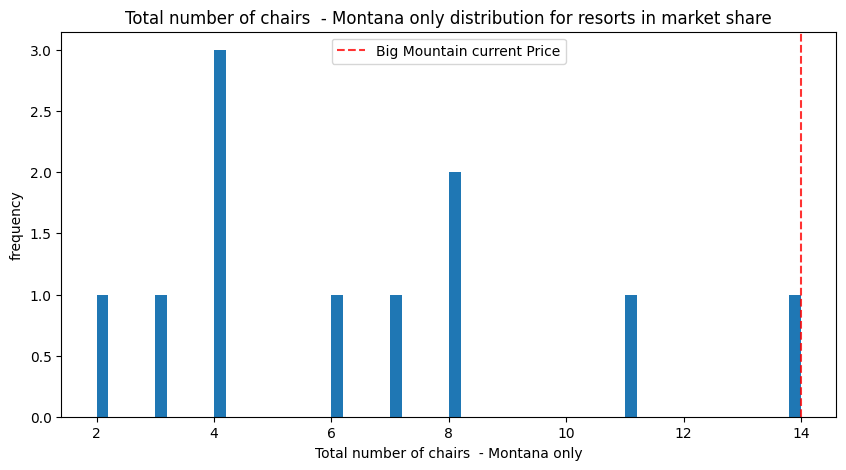 Total number of chairs  - Montana only distribution for resorts in market share
Big Mountain current Price
frequency
3.0
2.5
2.0
1.5
1.0
0.5
0.0
2 4 6 8 10 12 14
Total number of chairs  - Montana only